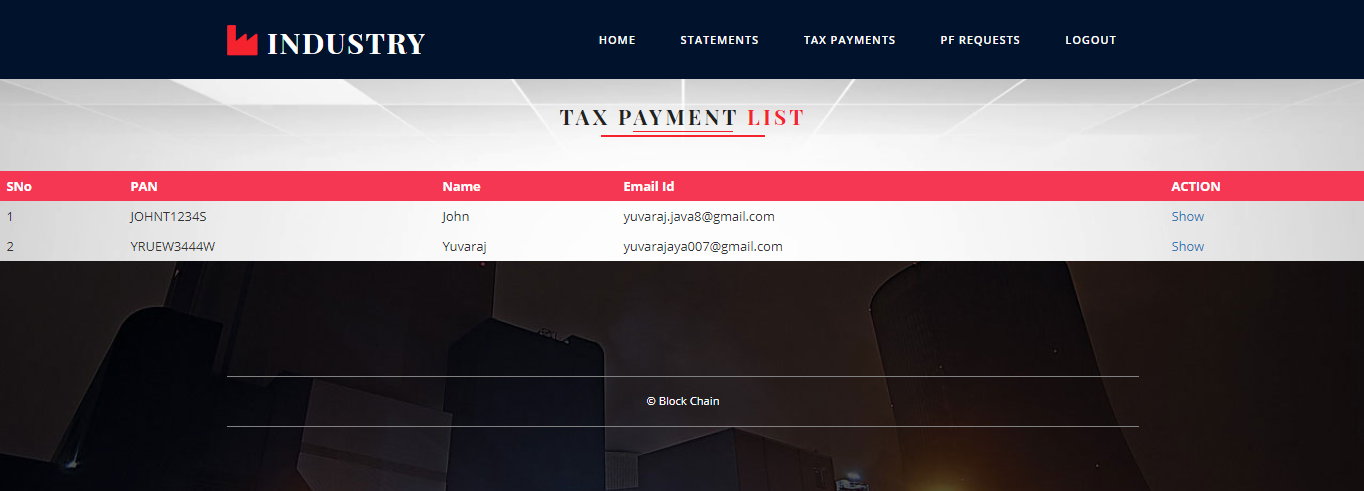 INDUSTRY HOME STATEMENTS TAX PAYMENTS PF REQUESTS LOGOUT
TAX PAYMENT LIST
SNo PAN Name Email Id ACTION
1 JOHNT1234S John yuvaraj.java8@gmail.com Show
2 YRUEW3444W Yuvaraj yuvarajaya007@gmail.com Show
© Block Chain